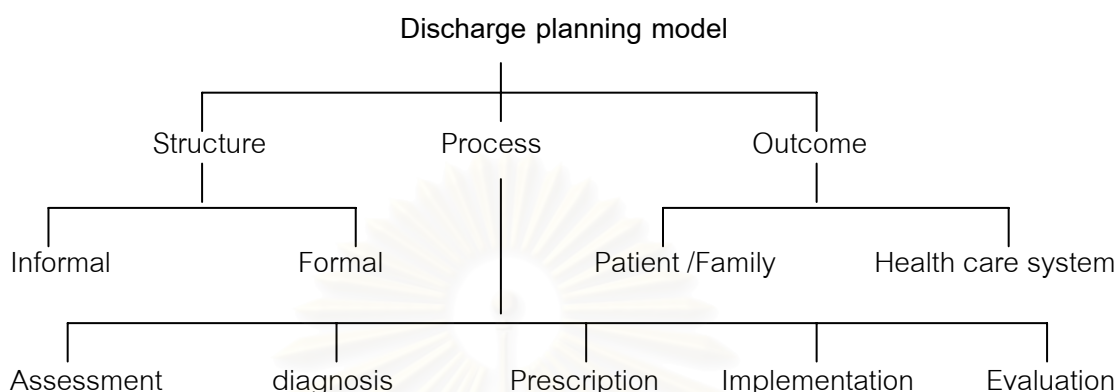 Discharge planning model
Structure Process Outcome
Informal Formal Patient /Family Health care system
Assessment diagnosis Prescription Implementation Evaluation